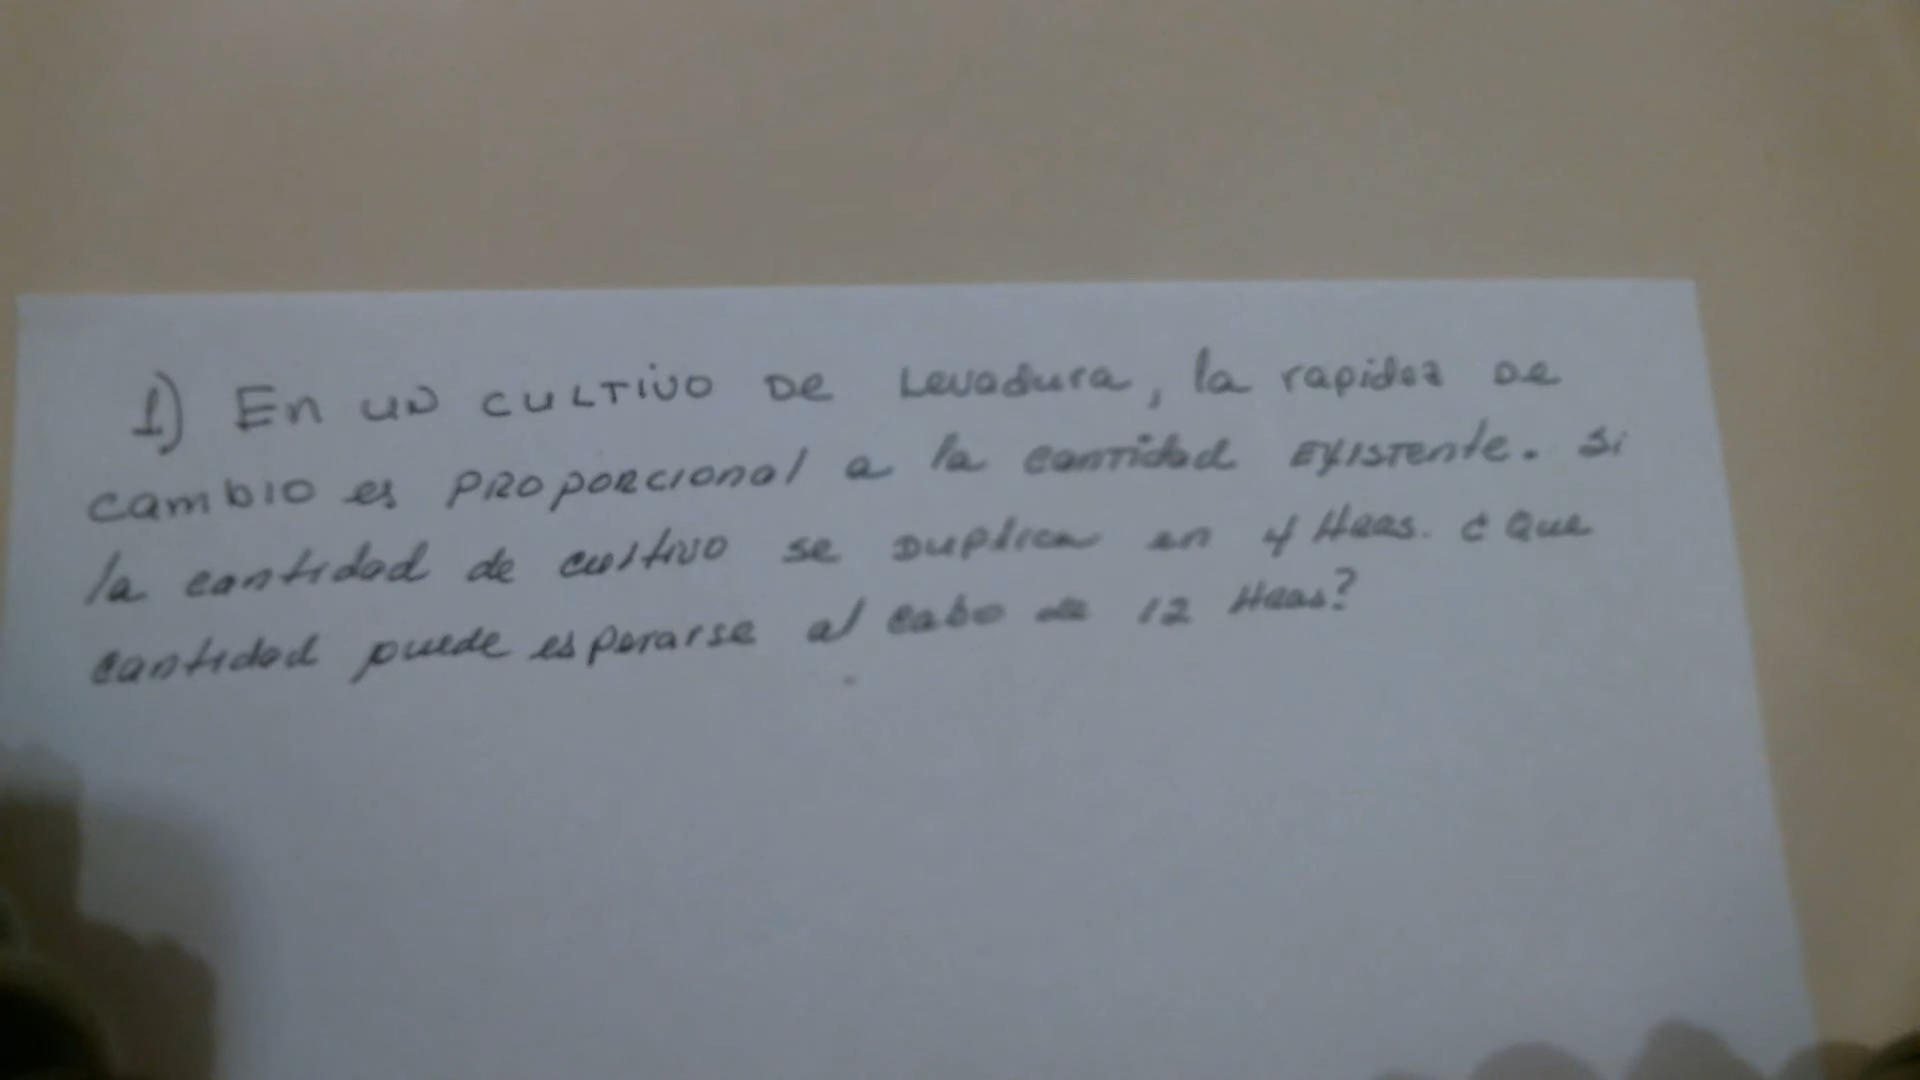 1) En un cultivo de Levadura, la rapidez de
cambio es proporcional a la cantidad existente. Si
la cantidad de cultivo se duplica en 4 Hras. ¿Que
cantidad puede esperarse al cabo de 12 Hras?